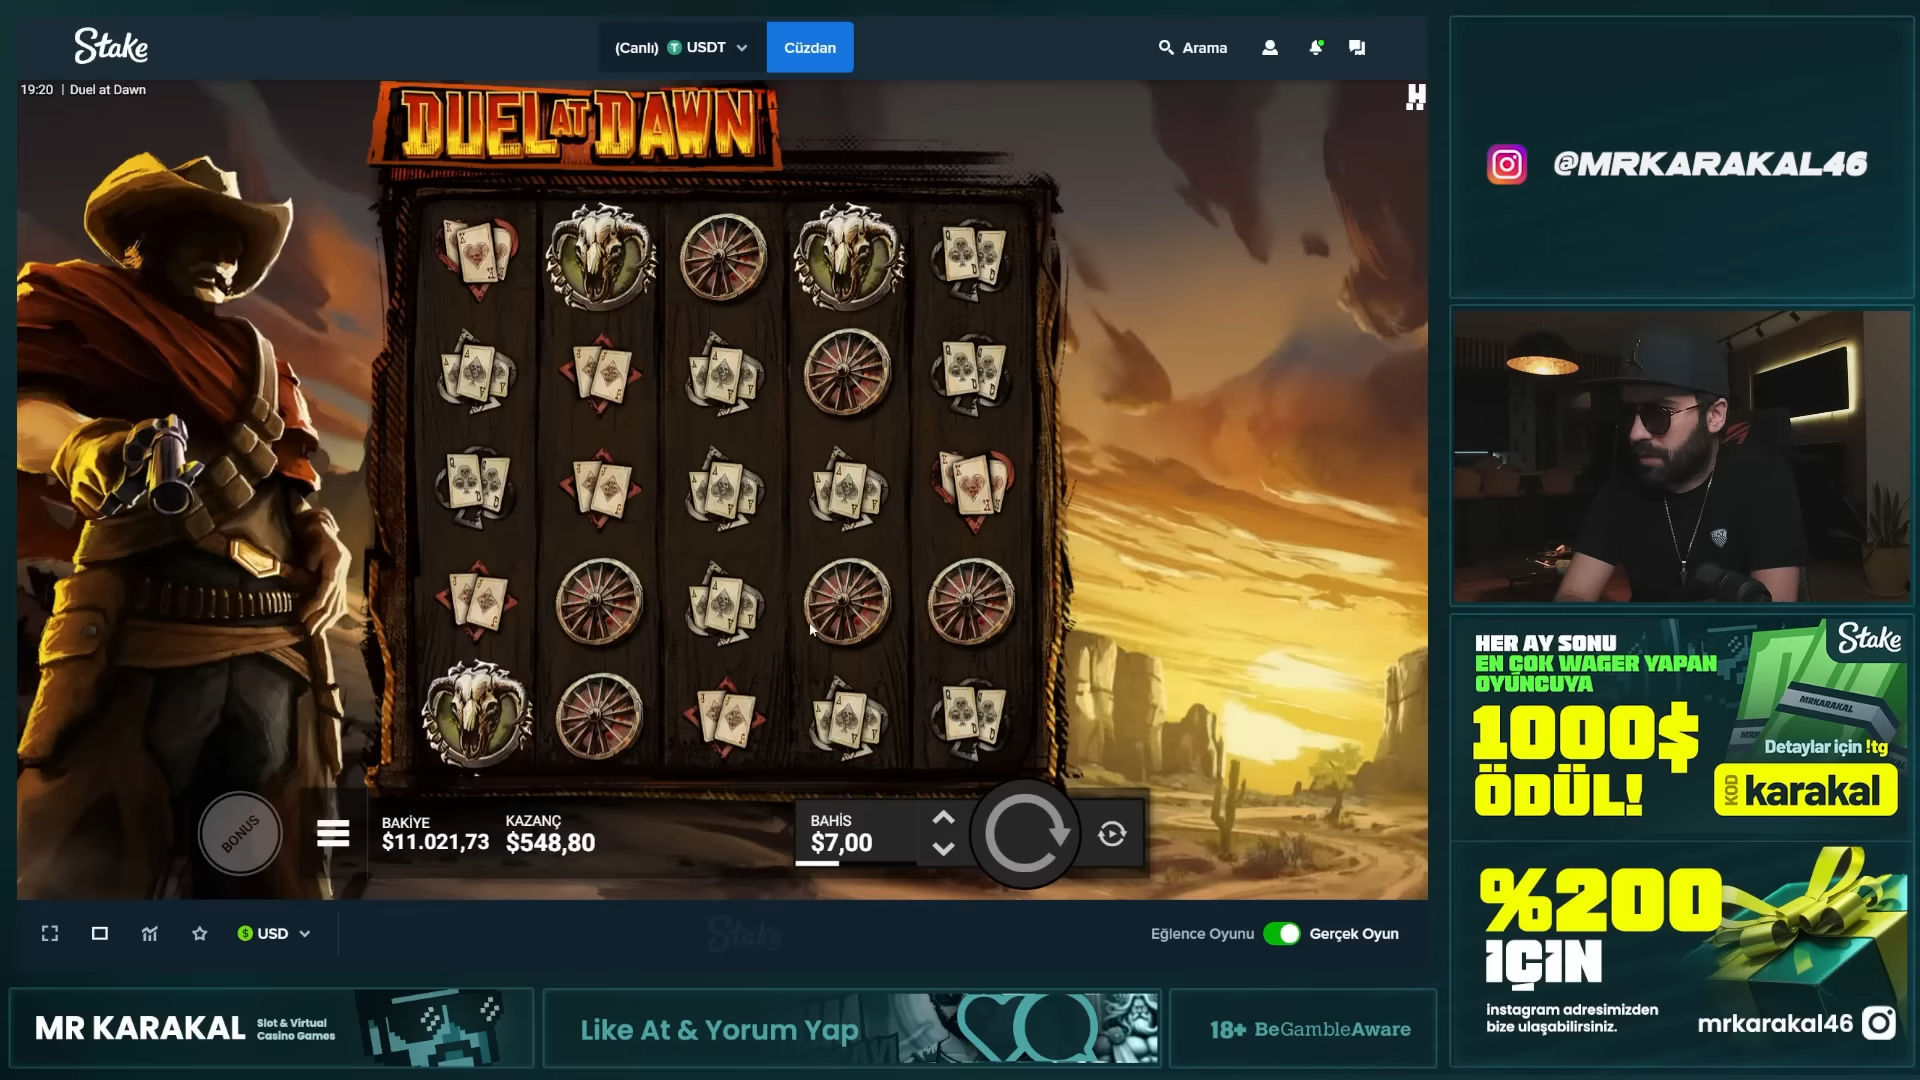 Stake
(Canlı) USDT
Cüzdan
Arama
19:20 | Duel at Dawn
DUEL AT DAWN
BONUS
BAKİYE
$11.021,73
KAZANÇ
$548,80
BAHİS
$7,00
USD
Stake
Eğlence Oyunu
Gerçek Oyun
@MRKARAKAL46
HER AY SONU
EN ÇOK WAGER YAPAN
OYUNCUYA
1000$
ÖDÜL!
Stake
MRKARAKAL
Detaylar için !tg
KOD karakal
%200
İÇİN
instagram adresimizden
bize ulaşabilirsiniz.
mrkarakal46
MR KARAKAL
Slot & Virtual
Casino Games
Like At & Yorum Yap
18+ BeGambleAware